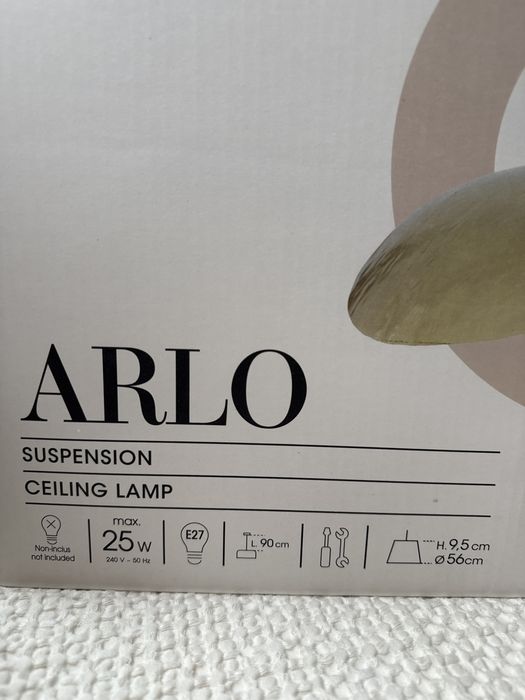 ARLO
SUSPENSION
CEILING LAMP
Non-inclus
not included
max.
25 W
240 V ~ 50 Hz
E27
L. 90 cm
H. 9,5 cm
Ø 56cm